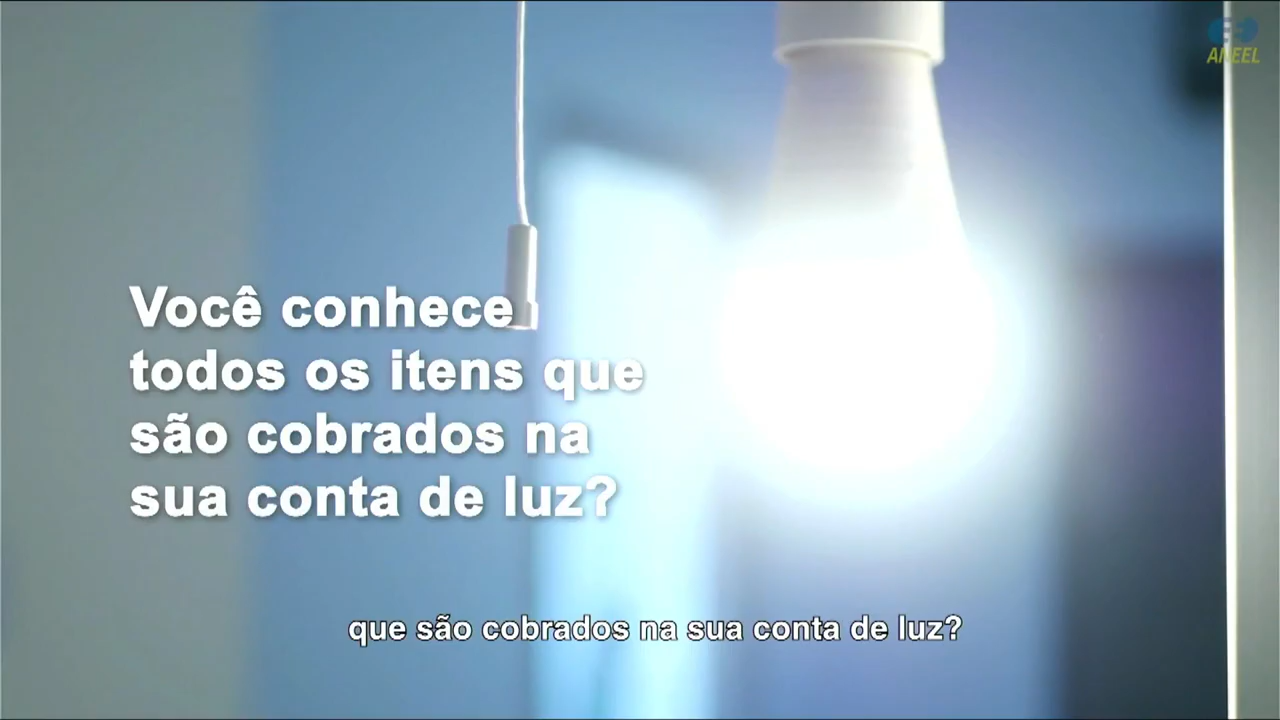 ANEEL
Você conhece
todos os itens que
são cobrados na
sua conta de luz?
que são cobrados na sua conta de luz?